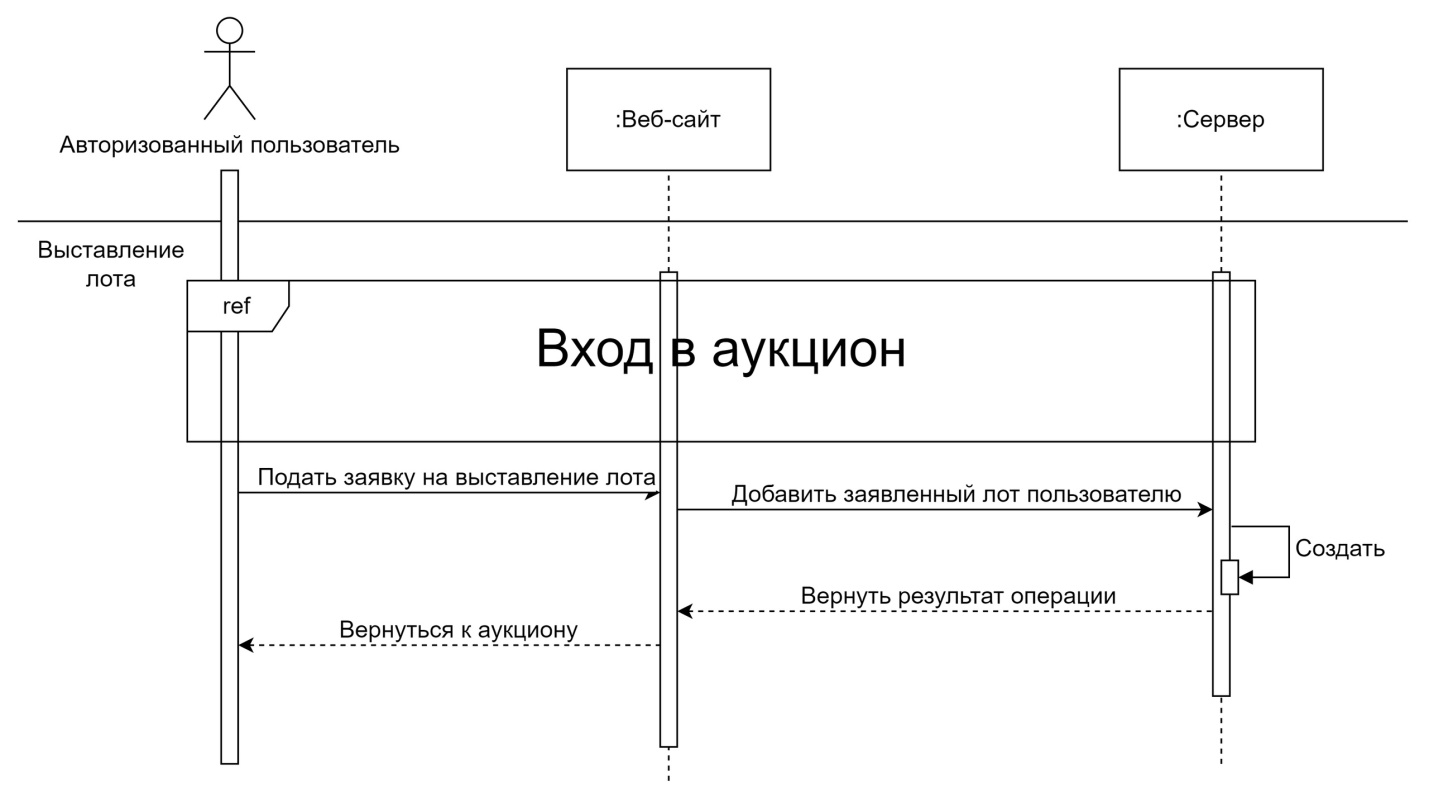 Авторизованный пользователь
:Веб-сайт
:Сервер
Выставление
лота
ref
Вход в аукцион
Подать заявку на выставление лота
Добавить заявленный лот пользователю
Создать
Вернуть результат операции
Вернуться к аукциону